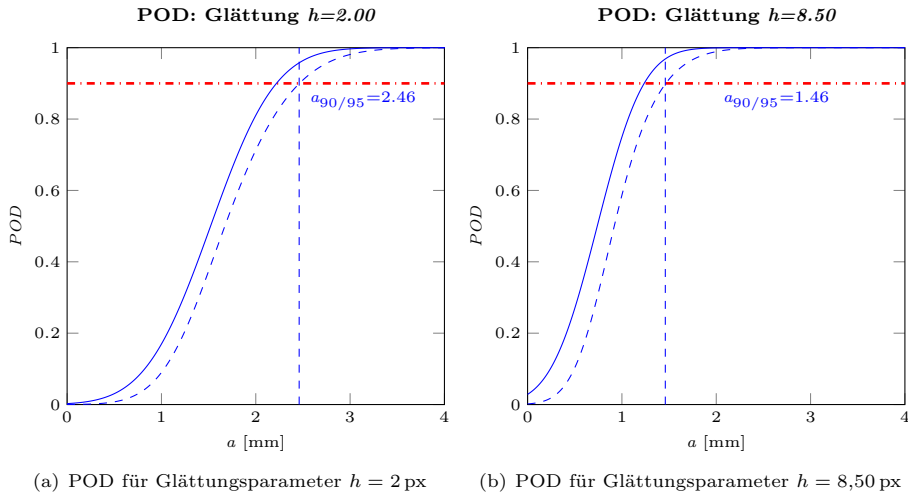 POD: Glättung h=2.00
1
0.8
0.6
0.4
0.2
0
POD
a90/95=2.46
0 1 2 3 4
a [mm]
(a) POD für Glättungsparameter h = 2 px
POD: Glättung h=8.50
1
0.8
0.6
0.4
0.2
0
POD
a90/95=1.46
0 1 2 3 4
a [mm]
(b) POD für Glättungsparameter h = 8,50 px